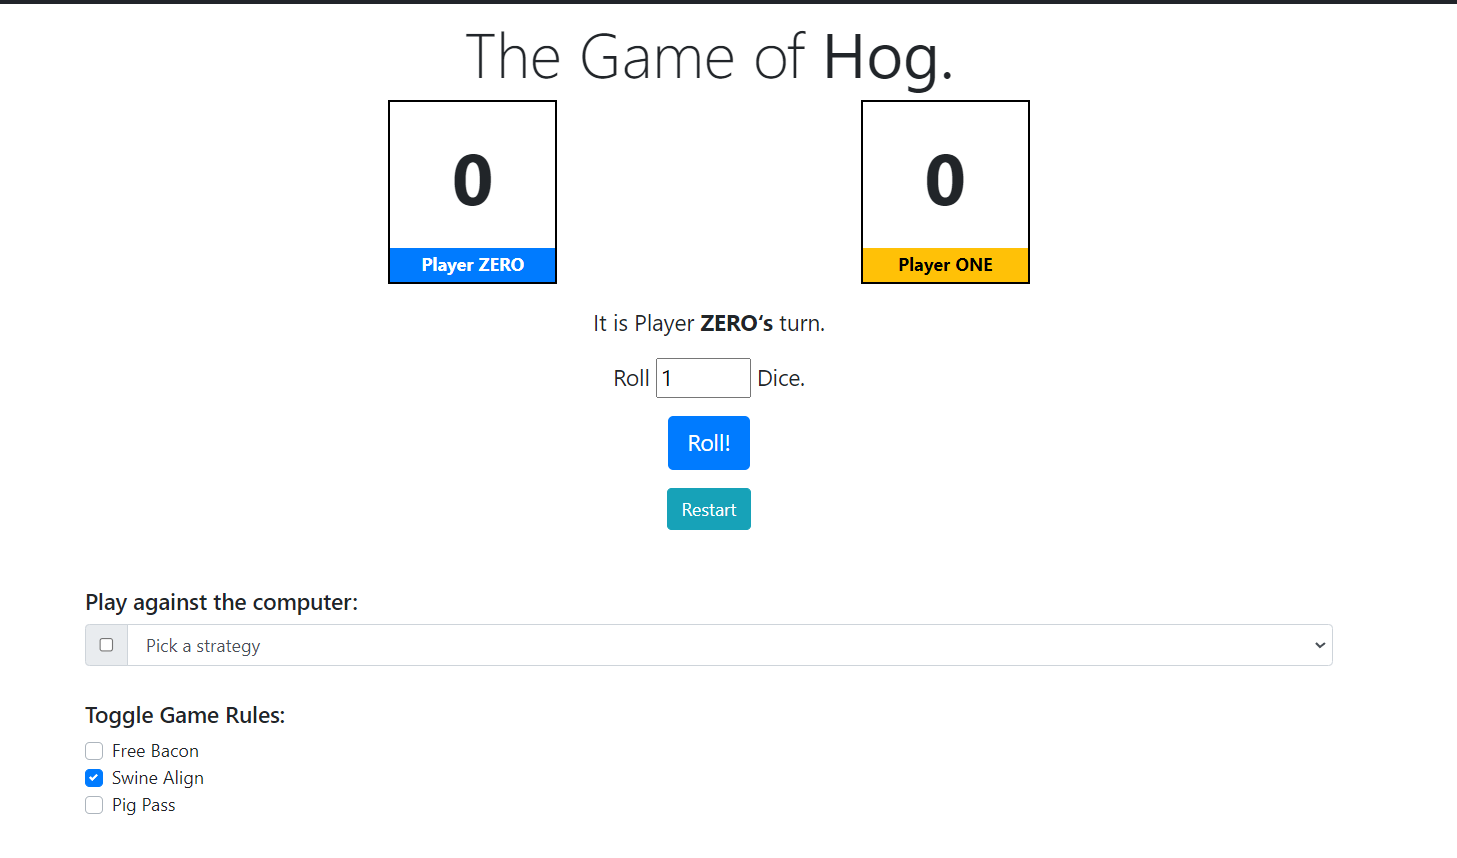 The Game of Hog.
0
0
Player ZERO
Player ONE
It is Player ZERO‘s turn.
Roll 1 Dice.
Roll!
Restart
Play against the computer:
Pick a strategy
Toggle Game Rules:
Free Bacon
Swine Align
Pig Pass